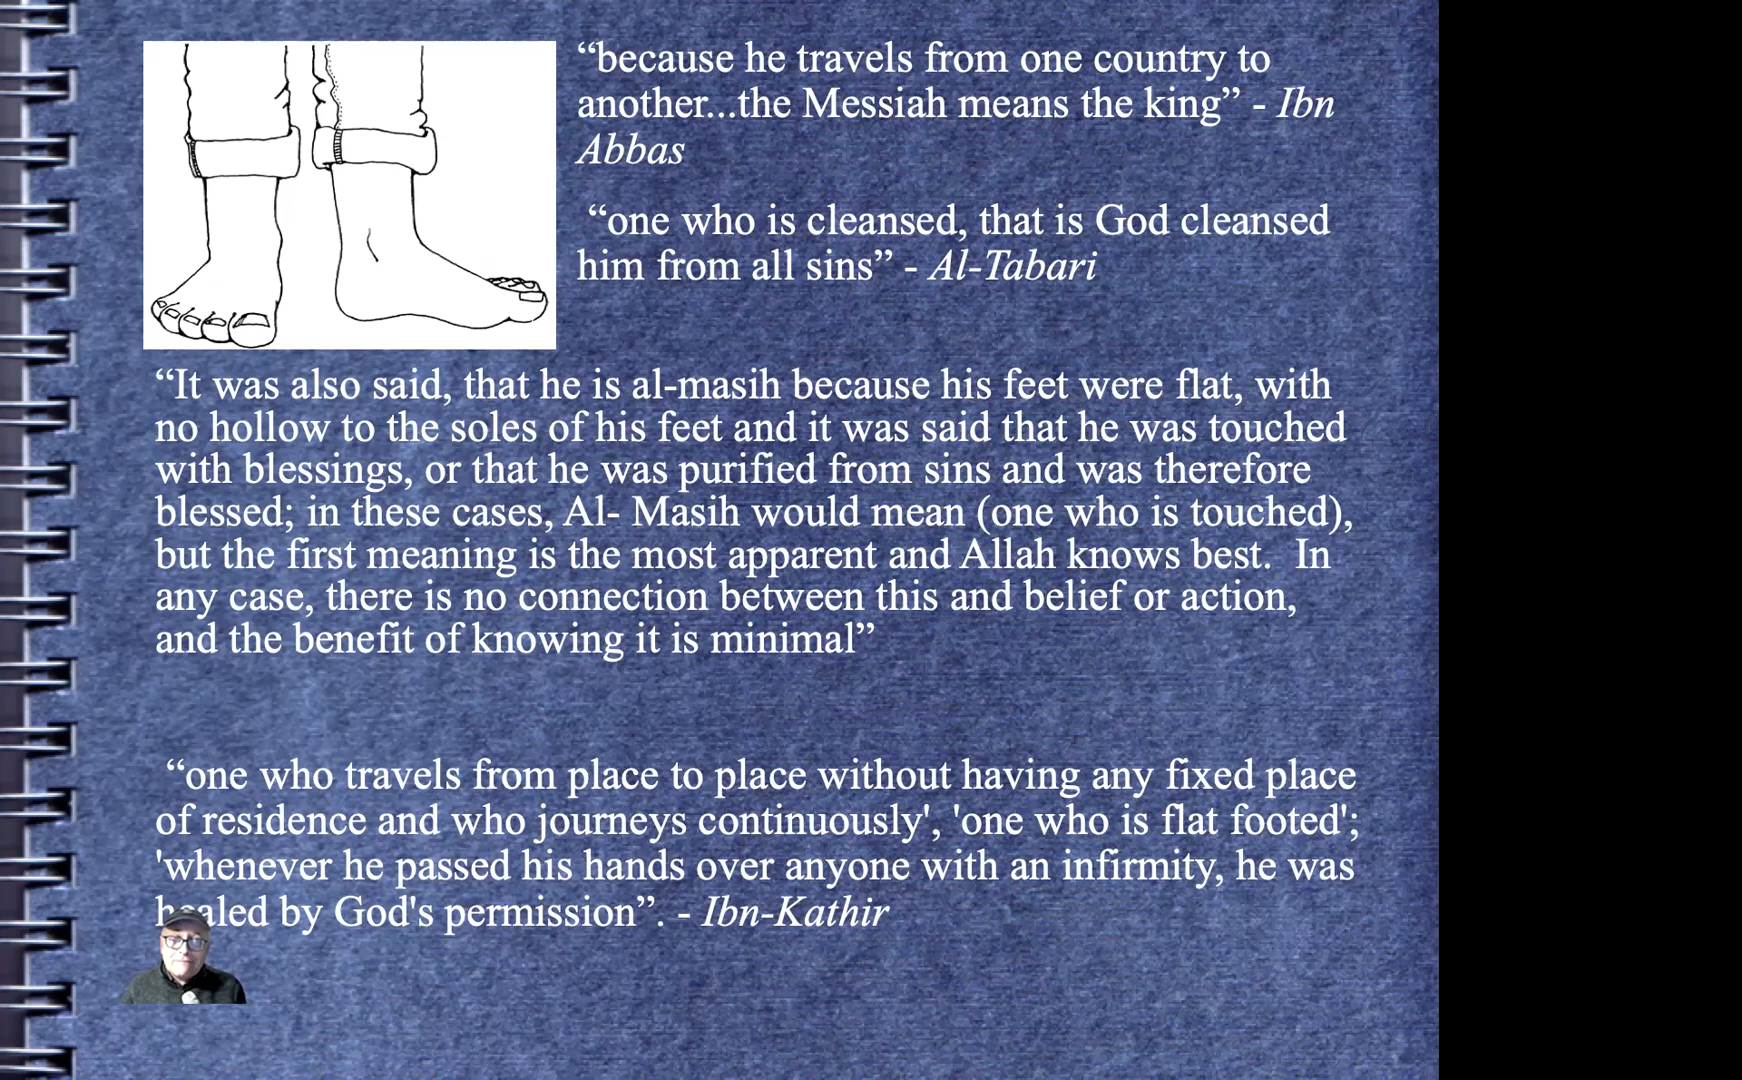 “because he travels from one country to
another...the Messiah means the king” - Ibn
Abbas
“one who is cleansed, that is God cleansed
him from all sins” - Al-Tabari
“It was also said, that he is al-masih because his feet were flat, with
no hollow to the soles of his feet and it was said that he was touched
with blessings, or that he was purified from sins and was therefore
blessed; in these cases, Al- Masih would mean (one who is touched),
but the first meaning is the most apparent and Allah knows best.  In
any case, there is no connection between this and belief or action,
and the benefit of knowing it is minimal”
“one who travels from place to place without having any fixed place
of residence and who journeys continuously', 'one who is flat footed';
'whenever he passed his hands over anyone with an infirmity, he was
healed by God's permission”. - Ibn-Kathir